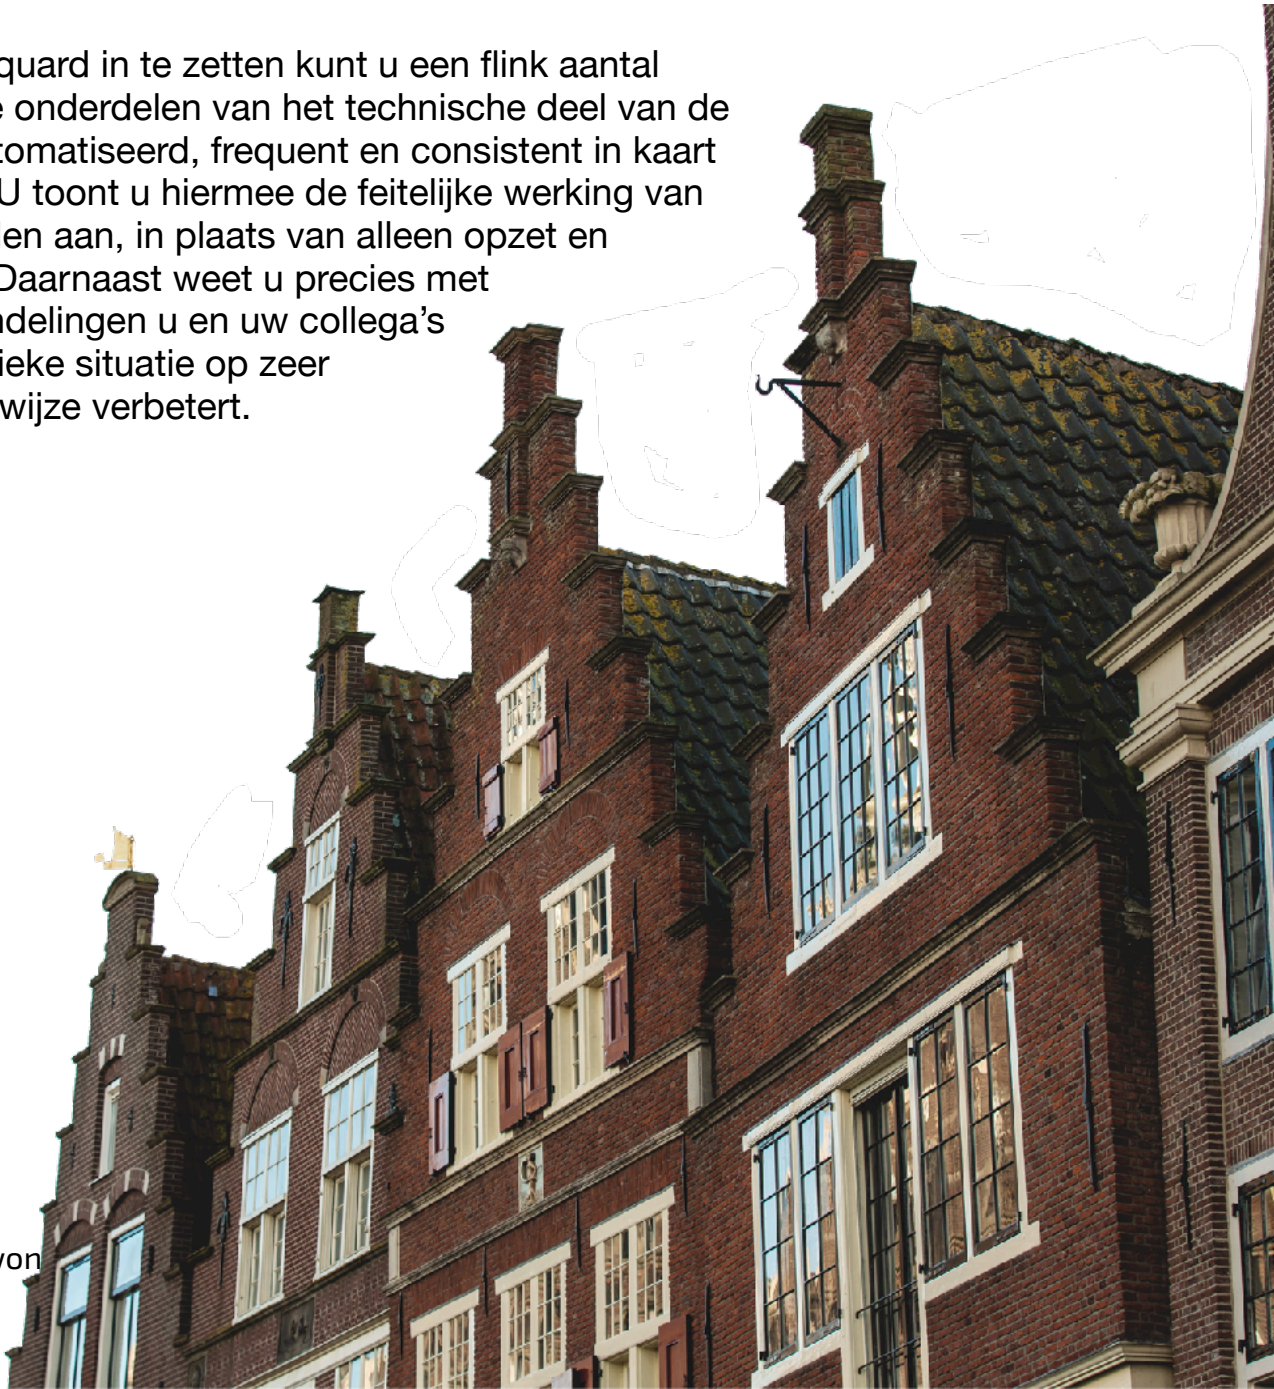 quard in te zetten kunt u een flink aantal
e onderdelen van het technische deel van de
tomatiseerd, frequent en consistent in kaart
U toont u hiermee de feitelijke werking van
len aan, in plaats van alleen opzet en
Daarnaast weet u precies met
ndelingen u en uw collega’s
ieke situatie op zeer
wijze verbetert.
von